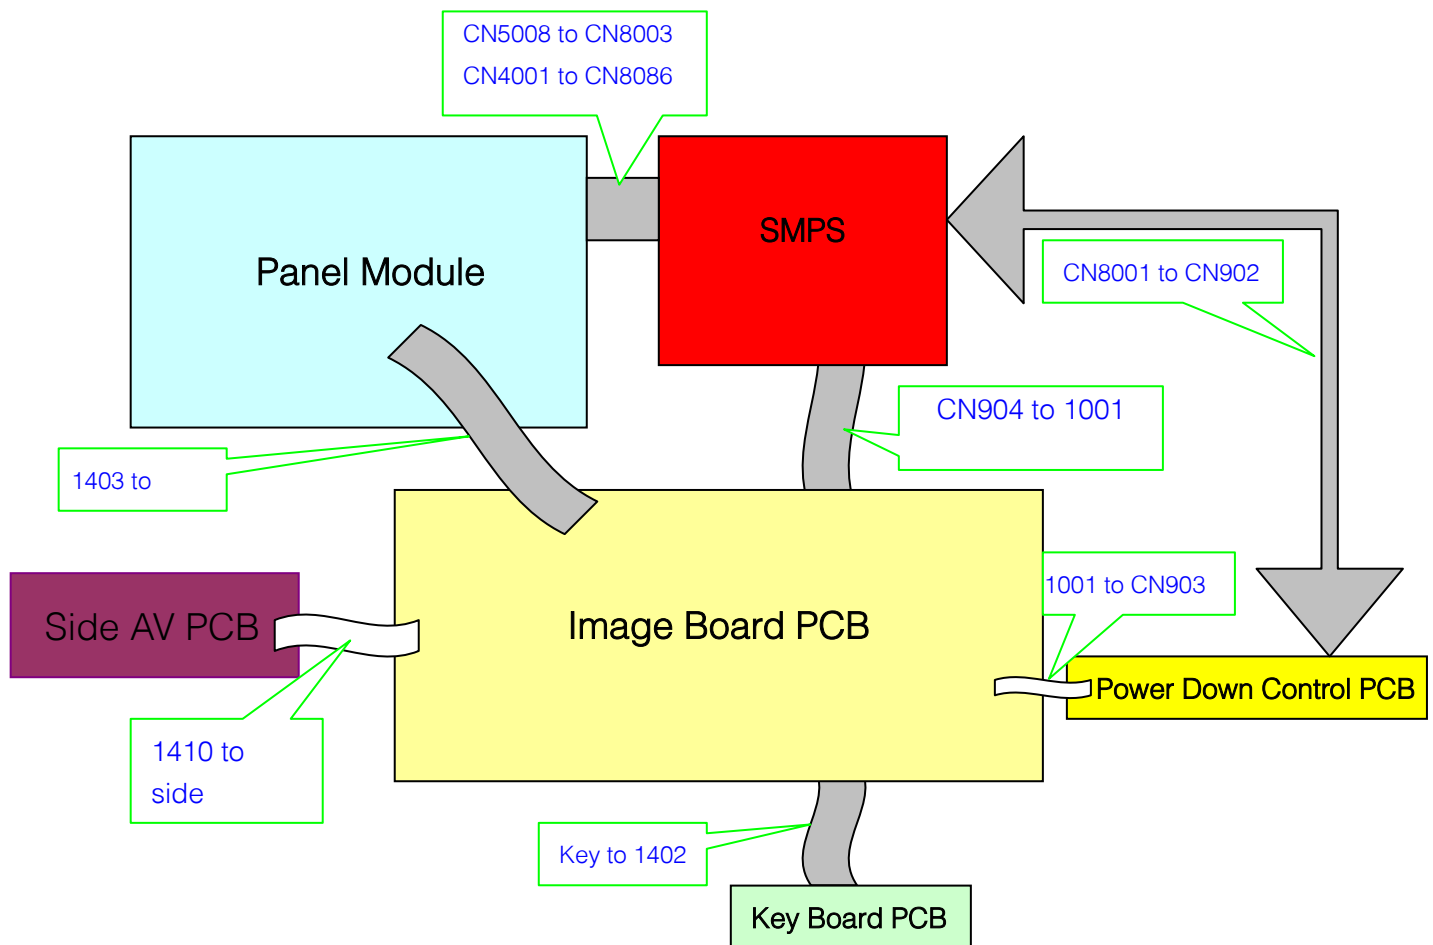 CN5008 to CN8003
CN4001 to CN8086
SMPS
Panel Module
CN8001 to CN902
CN904 to 1001
1403 to
1001 to CN903
Side AV PCB
Image Board PCB
Power Down Control PCB
1410 to
side
Key to 1402
Key Board PCB